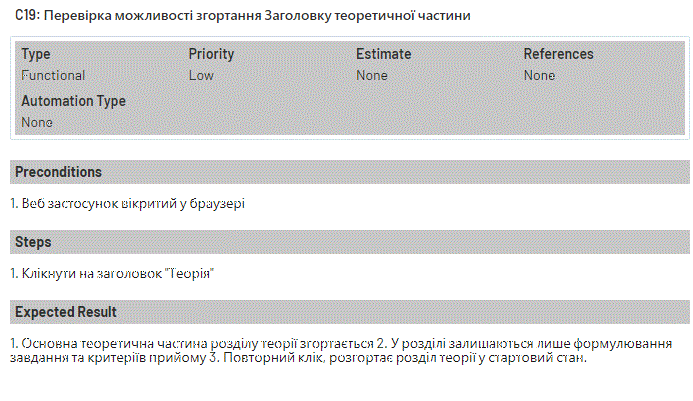 C19: Перевірка можливості згортання Заголовку теоретичної частини
Type Priority Estimate References
Functional Low None None
Automation Type
None
Preconditions
1. Веб застосунок вікритий у браузері
Steps
1. Клікнути на заголовок "Теорія"
Expected Result
1. Основна теоретична частина розділу теорії згортається 2. У розділі залишаються лише формулювання
завдання та критеріїв прийому 3. Повторний клік, розгортає розділ теорії у стартовий стан.